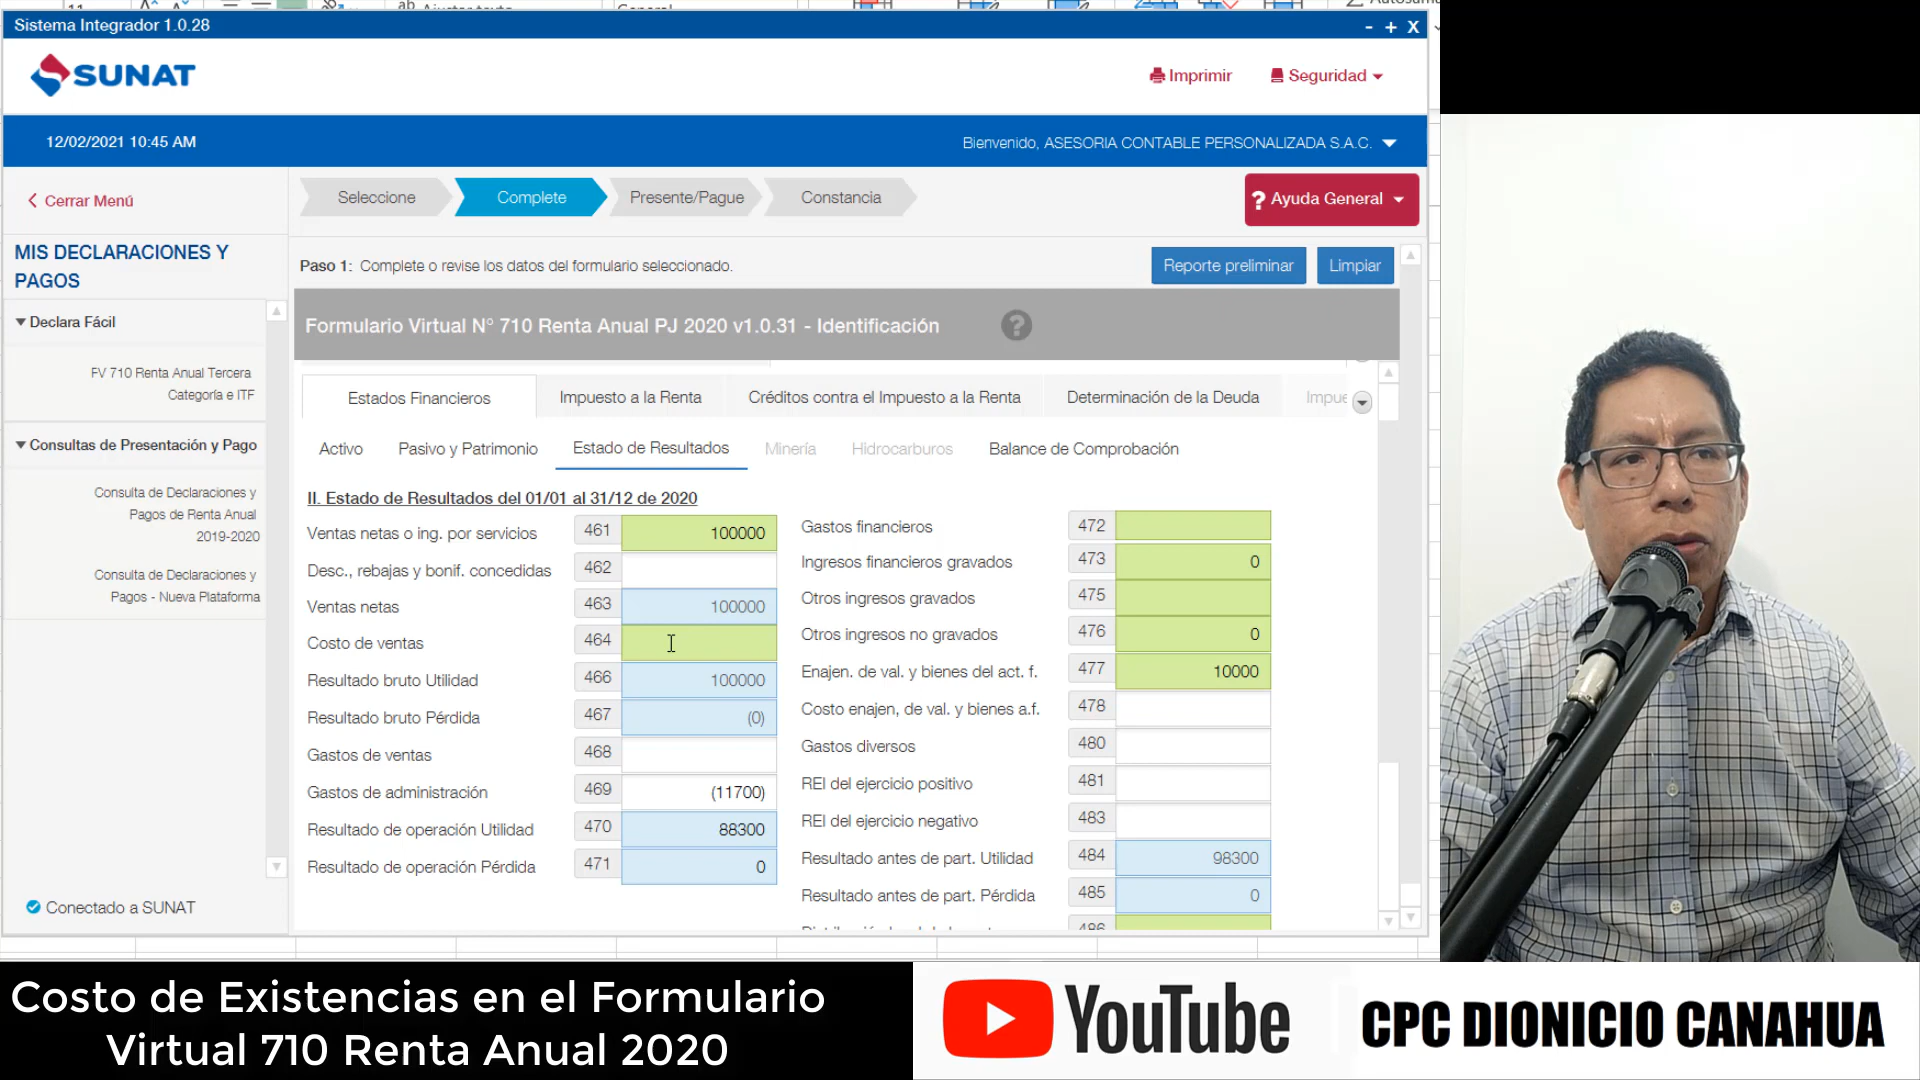 Sistema Integrador 1.0.28
- + X
SUNAT
Imprimir
Seguridad
12/02/2021 10:45 AM
Bienvenido, ASESORIA CONTABLE PERSONALIZADA S.A.C.
Cerrar Menú
Seleccione
Complete
Presente/Pague
Constancia
? Ayuda General
MIS DECLARACIONES Y
PAGOS
Declara Fácil
FV 710 Renta Anual Tercera
Categoría e ITF
Consultas de Presentación y Pago
Consulta de Declaraciones y
Pagos de Renta Anual
2019-2020
Consulta de Declaraciones y
Pagos - Nueva Plataforma
Conectado a SUNAT
Paso 1: Complete o revise los datos del formulario seleccionado.
Reporte preliminar
Limpiar
Formulario Virtual N° 710 Renta Anual PJ 2020 v1.0.31 - Identificación
?
Estados Financieros
Impuesto a la Renta
Créditos contra el Impuesto a la Renta
Determinación de la Deuda
Impue
Activo
Pasivo y Patrimonio
Estado de Resultados
Minería
Hidrocarburos
Balance de Comprobación
II. Estado de Resultados del 01/01 al 31/12 de 2020
Ventas netas o ing. por servicios 461 100000
Desc., rebajas y bonif. concedidas 462
Ventas netas 463 100000
Costo de ventas 464
Resultado bruto Utilidad 466 100000
Resultado bruto Pérdida 467 (0)
Gastos de ventas 468
Gastos de administración 469 (11700)
Resultado de operación Utilidad 470 88300
Resultado de operación Pérdida 471 0
Gastos financieros 472
Ingresos financieros gravados 473 0
Otros ingresos gravados 475
Otros ingresos no gravados 476 0
Enajen. de val. y bienes del act. f. 477 10000
Costo enajen, de val. y bienes a.f. 478
Gastos diversos 480
REI del ejercicio positivo 481
REI del ejercicio negativo 483
Resultado antes de part. Utilidad 484 98300
Resultado antes de part. Pérdida 485 0
486
Costo de Existencias en el Formulario
Virtual 710 Renta Anual 2020
YouTube
CPC DIONICIO CANAHUA